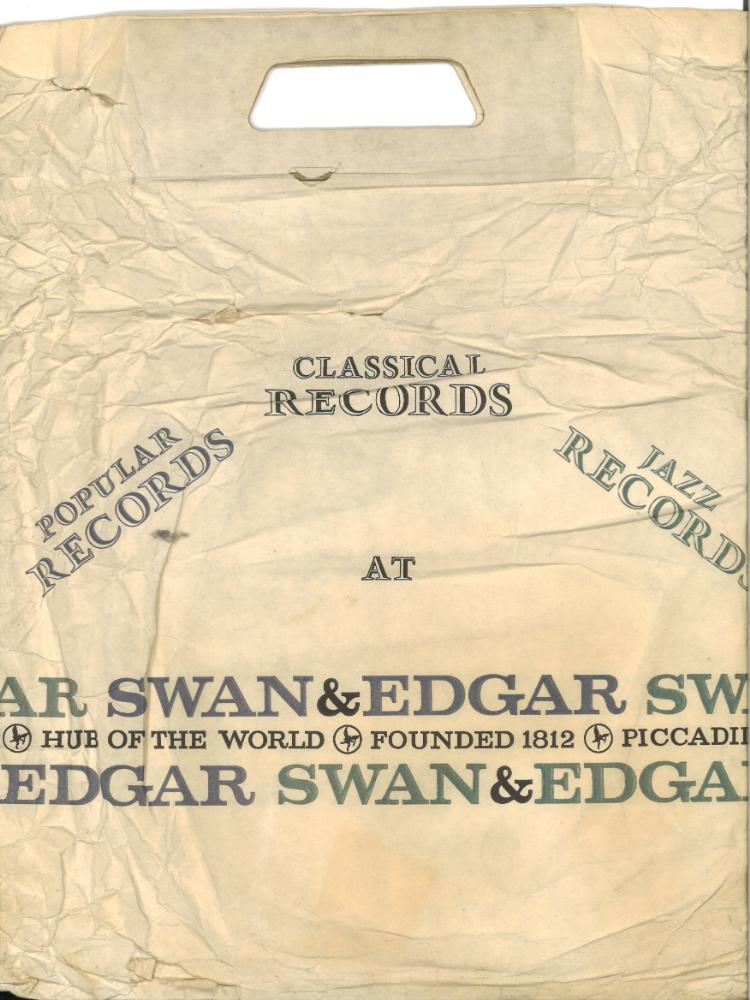 CLASSICAL
RECORDS
POPULAR
RECORDS
JAZZ
RECORDS
AT
AR SWAN & EDGAR SW
HUB OF THE WORLD FOUNDED 1812 PICCADIL
EDGAR SWAN & EDGA